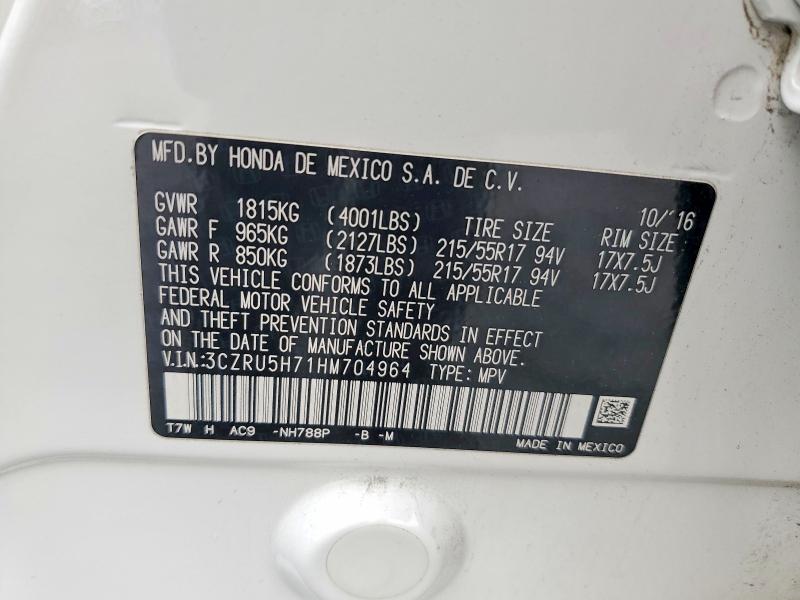 MFD.BY HONDA DE MEXICO S.A. DE C.V.
10/'16
GVWR 1815KG (4001LBS) TIRE SIZE RIM SIZE
GAWR F 965KG (2127LBS) 215/55R17 94V 17X7.5J
GAWR R 850KG (1873LBS) 215/55R17 94V 17X7.5J
THIS VEHICLE CONFORMS TO ALL APPLICABLE
FEDERAL MOTOR VEHICLE SAFETY
AND THEFT PREVENTION STANDARDS IN EFFECT
ON THE DATE OF MANUFACTURE SHOWN ABOVE.
V.I.N.:3CZRU5H71HM704964 TYPE: MPV
T7W H AC9 -NH788P -B -M
MADE IN MEXICO